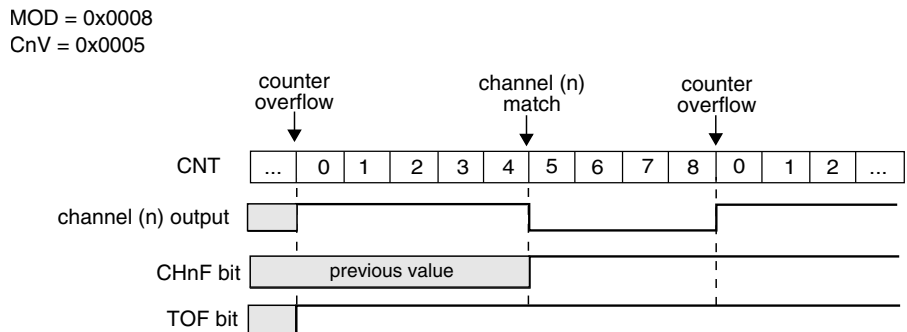 MOD = 0x0008
CnV = 0x0005
counter
overflow
channel (n)
match
counter
overflow
CNT ... 0 1 2 3 4 5 6 7 8 0 1 2 ...
channel (n) output
CHnF bit previous value
TOF bit